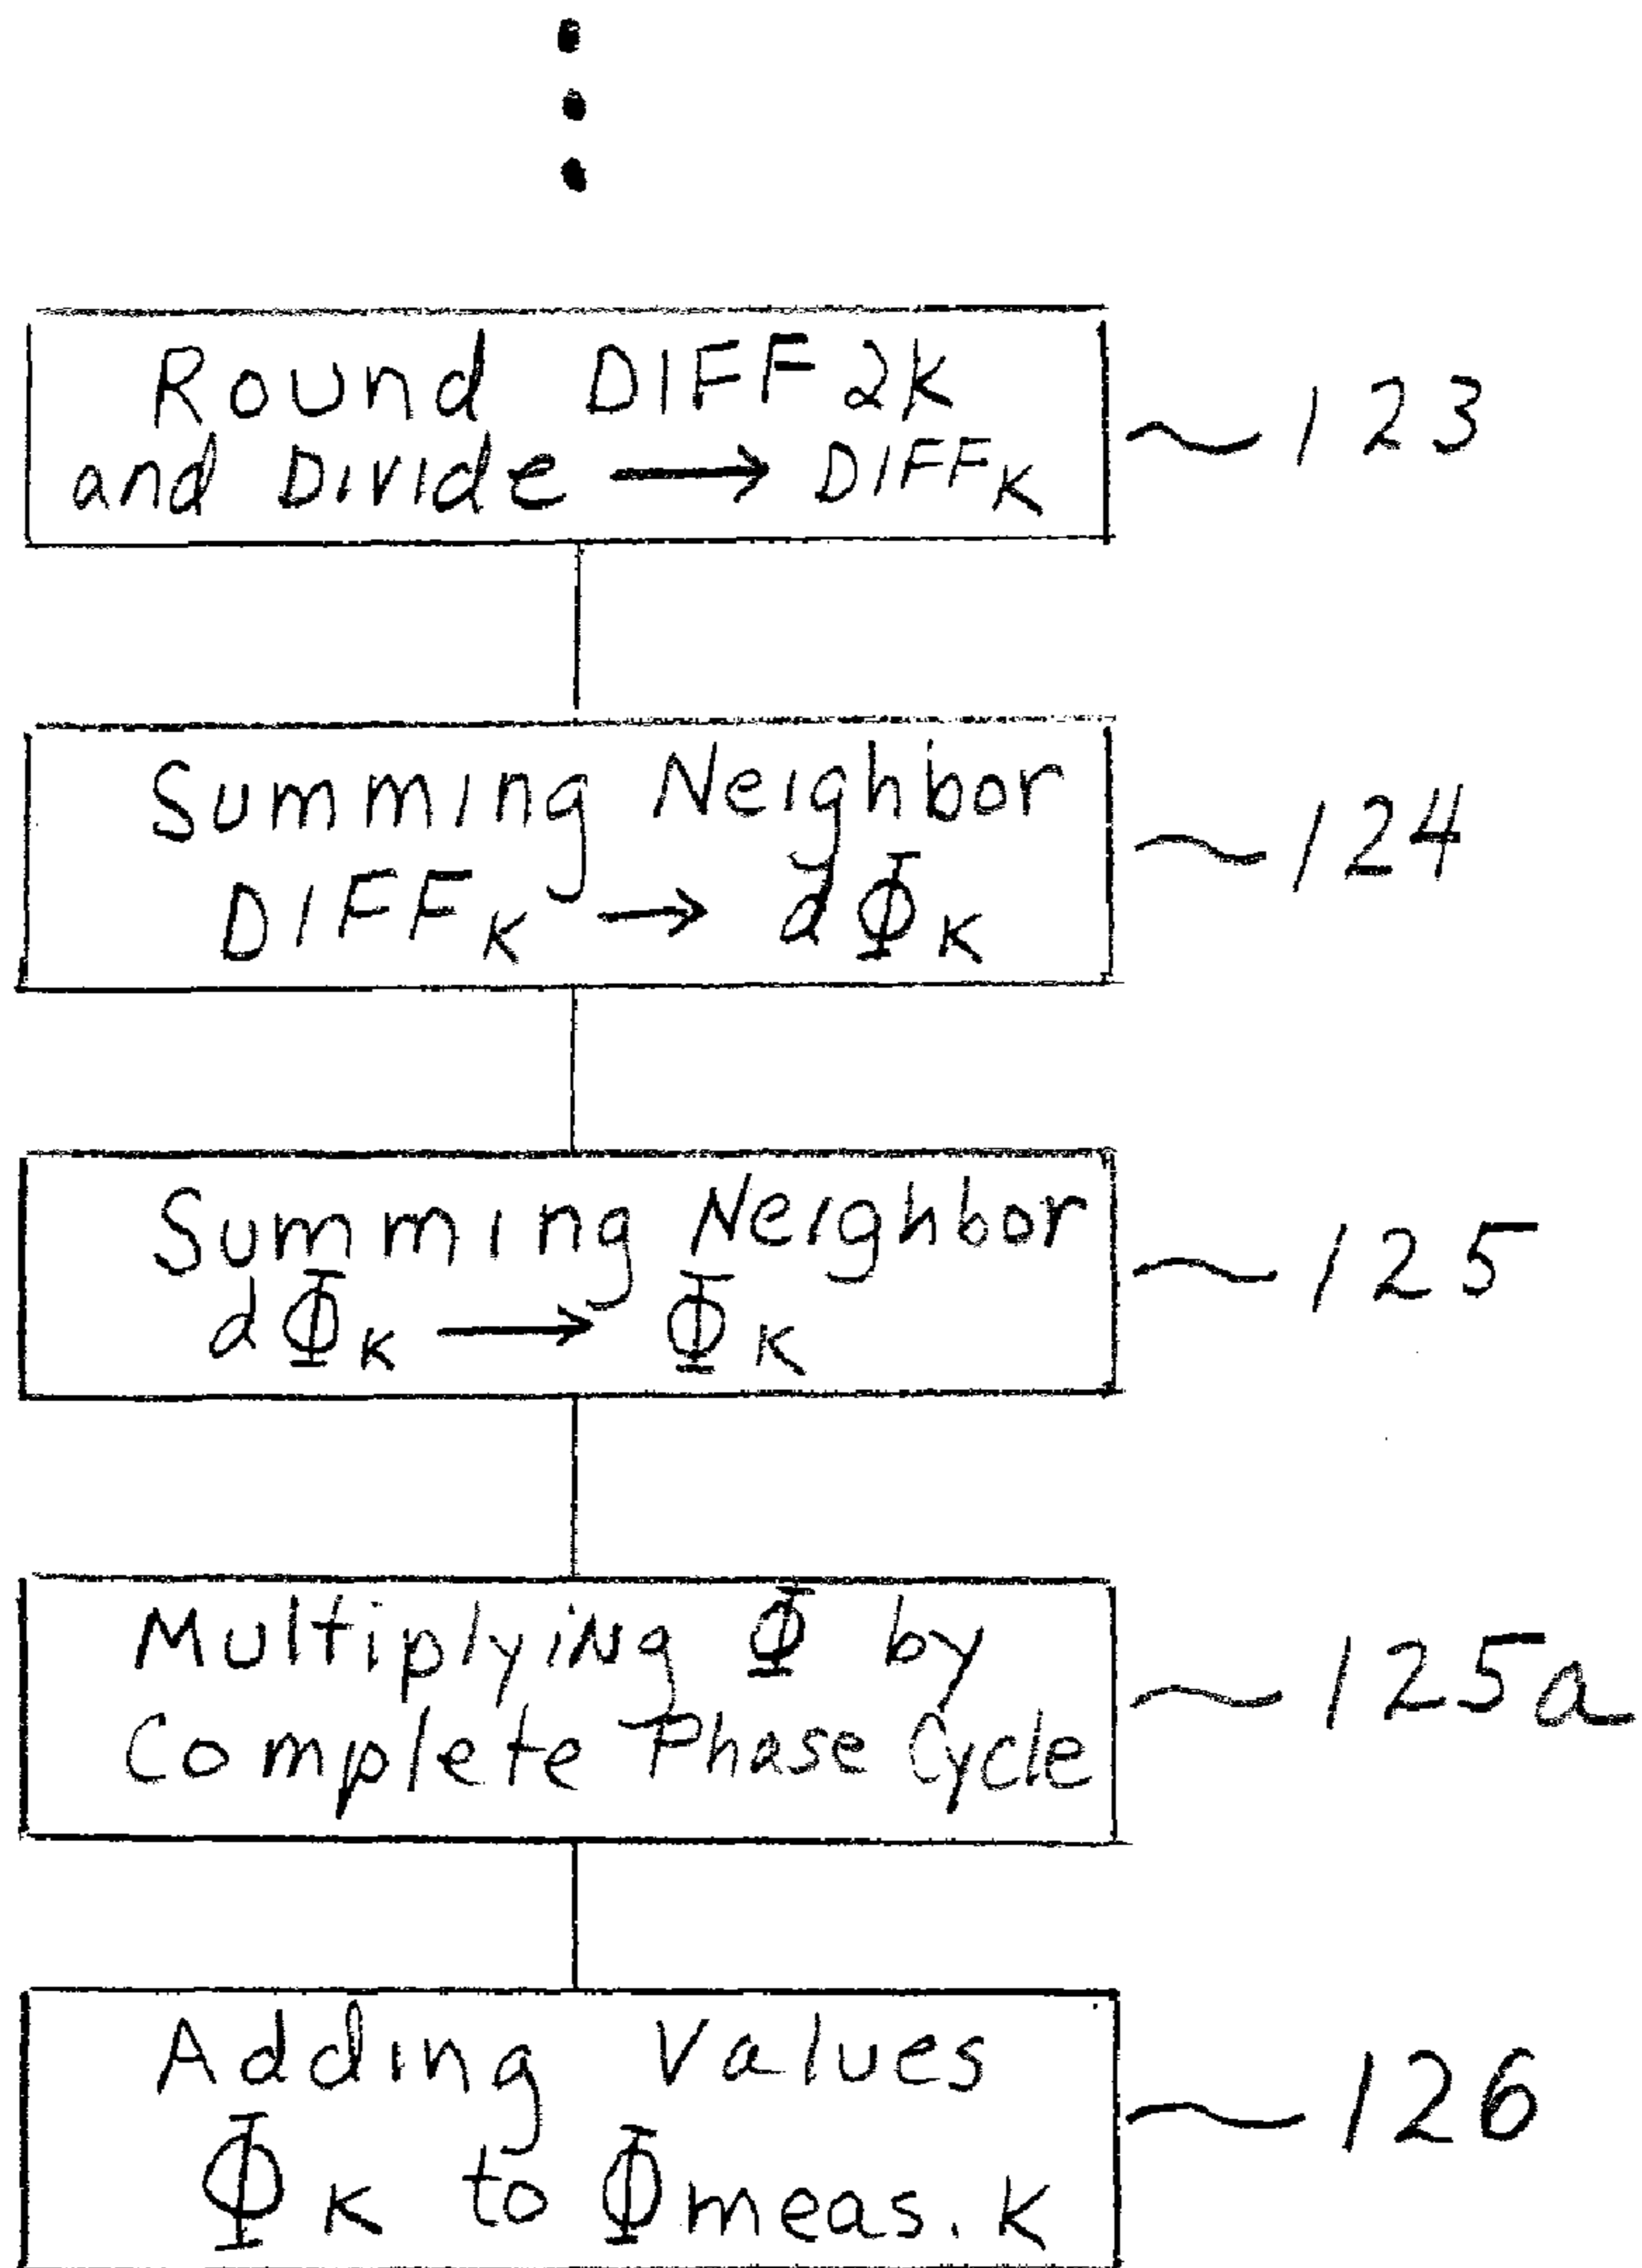 Round DIFF2K
and Divide → DIFFK
123
Summing Neighbor
DIFFK → dΦK
124
Summing Neighbor
dΦK → ΦK
125
Multiplying Φ by
Complete Phase Cycle
125a
Adding Values
ΦK to Φmeas. K
126